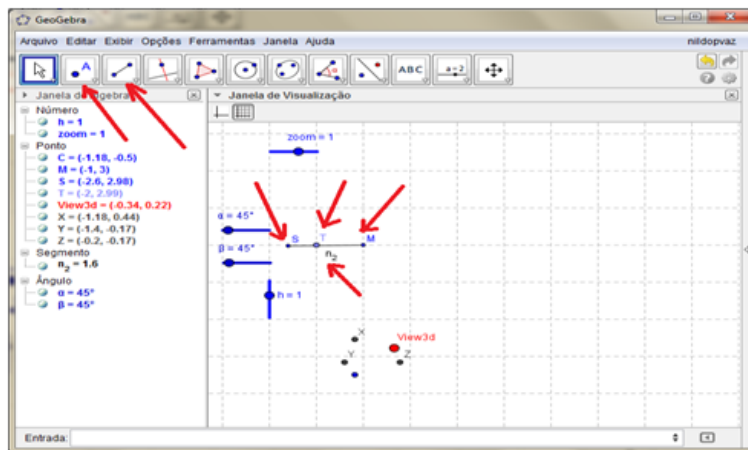 GeoGebra
Arquivo Editar Exibir Opções Ferramentas Janela Ajuda
nildopvaz
A
ABC
a=2
Janela de Álgebra
Janela de Visualização
Número
h = 1
zoom = 1
Ponto
C = (-1.18, -0.5)
M = (-1, 3)
S = (-2.6, 2.98)
T = (-2, 2.99)
View3d = (-0.34, 0.22)
X = (-1.18, 0.44)
Y = (-1.4, -0.17)
Z = (-0.2, -0.17)
Segmento
n₂ = 1.6
Ângulo
α = 45°
β = 45°
zoom = 1
α = 45°
S T M
β = 45°
n₂
h = 1
X
View3d
Y
Z
Entrada: